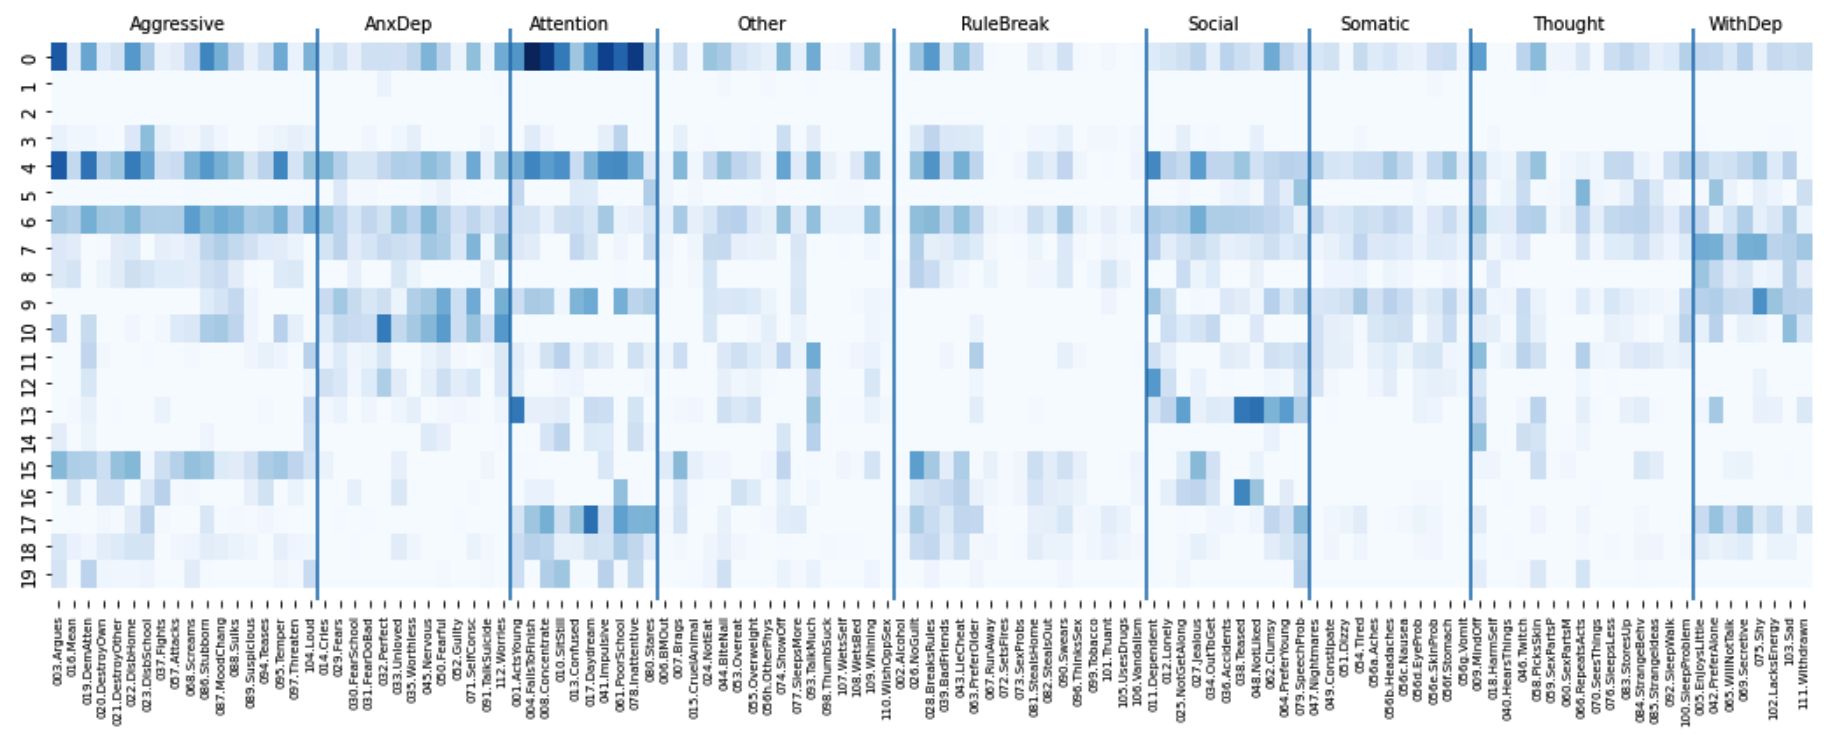 Aggressive AnxDep Attention Other RuleBreak Social Somatic Thought WithDep
0
1
2
3
4
5
6
7
8
9
10
11
12
13
14
15
16
17
18
19
003.Argues
016.Mean
019.DemAtten
020.DestroyOwn
021.DestroyOther
022.DisbHome
023.DisbSchool
037.Fights
057.Attacks
068.Screams
086.Stubborn
087.MoodChang
088.Sulks
089.Suspicious
094.Teases
095.Temper
097.Threaten
104.Loud
014.Cries
029.Fears
030.FearSchool
031.FearDoBad
032.Perfect
033.Unloved
035.Worthless
045.Nervous
050.Fearful
052.Guilty
071.SelfConsc
091.TalkSuicide
112.Worries
001.ActsYoung
004.FailsToFinish
008.Concentrate
010.SitStill
013.Confused
017.Daydream
041.Impulsive
061.PoorSchool
078.Inattentive
080.Stares
006.BMOut
007.Brags
015.CruelAnimal
024.NotEat
044.BiteNail
053.Overeat
055.Overweight
056h.OtherPhys
074.ShowOff
077.SleepsMore
093.TalkMuch
098.ThumbSuck
107.WetsSelf
108.WetsBed
109.Whining
110.WishOppSex
002.Alcohol
026.NoGuilt
028.BreaksRules
039.BadFriends
043.LieCheat
063.PreferOlder
067.RunAway
072.SetsFires
073.SexProbs
081.StealsHome
082.StealsOut
090.Swears
096.ThinksSex
099.Tobacco
101.Truant
105.UsesDrugs
106.Vandalism
011.Dependent
012.Lonely
025.NotGetAlong
027.Jealous
034.OutToGet
036.Accidents
038.Teased
048.NotLiked
062.Clumsy
064.PreferYoung
079.SpeechProb
047.Nightmares
049.Constipate
051.Dizzy
054.Tired
056a.Aches
056b.Headaches
056c.Nausea
056d.EyeProb
056e.SkinProb
056f.Stomach
056g.Vomit
009.MindOff
018.HarmSelf
040.HearsThings
046.Twitch
058.PicksSkin
059.SexPartsP
060.SexPartsM
066.RepeatsActs
070.SeesThings
076.SleepsLess
083.StoresUp
084.StrangeBehv
085.StrangeIdeas
092.SleepWalk
100.SleepProblem
005.EnjoysLittle
042.PreferAlone
065.WillNotTalk
069.Secretive
075.Shy
102.LacksEnergy
103.Sad
111.Withdrawn